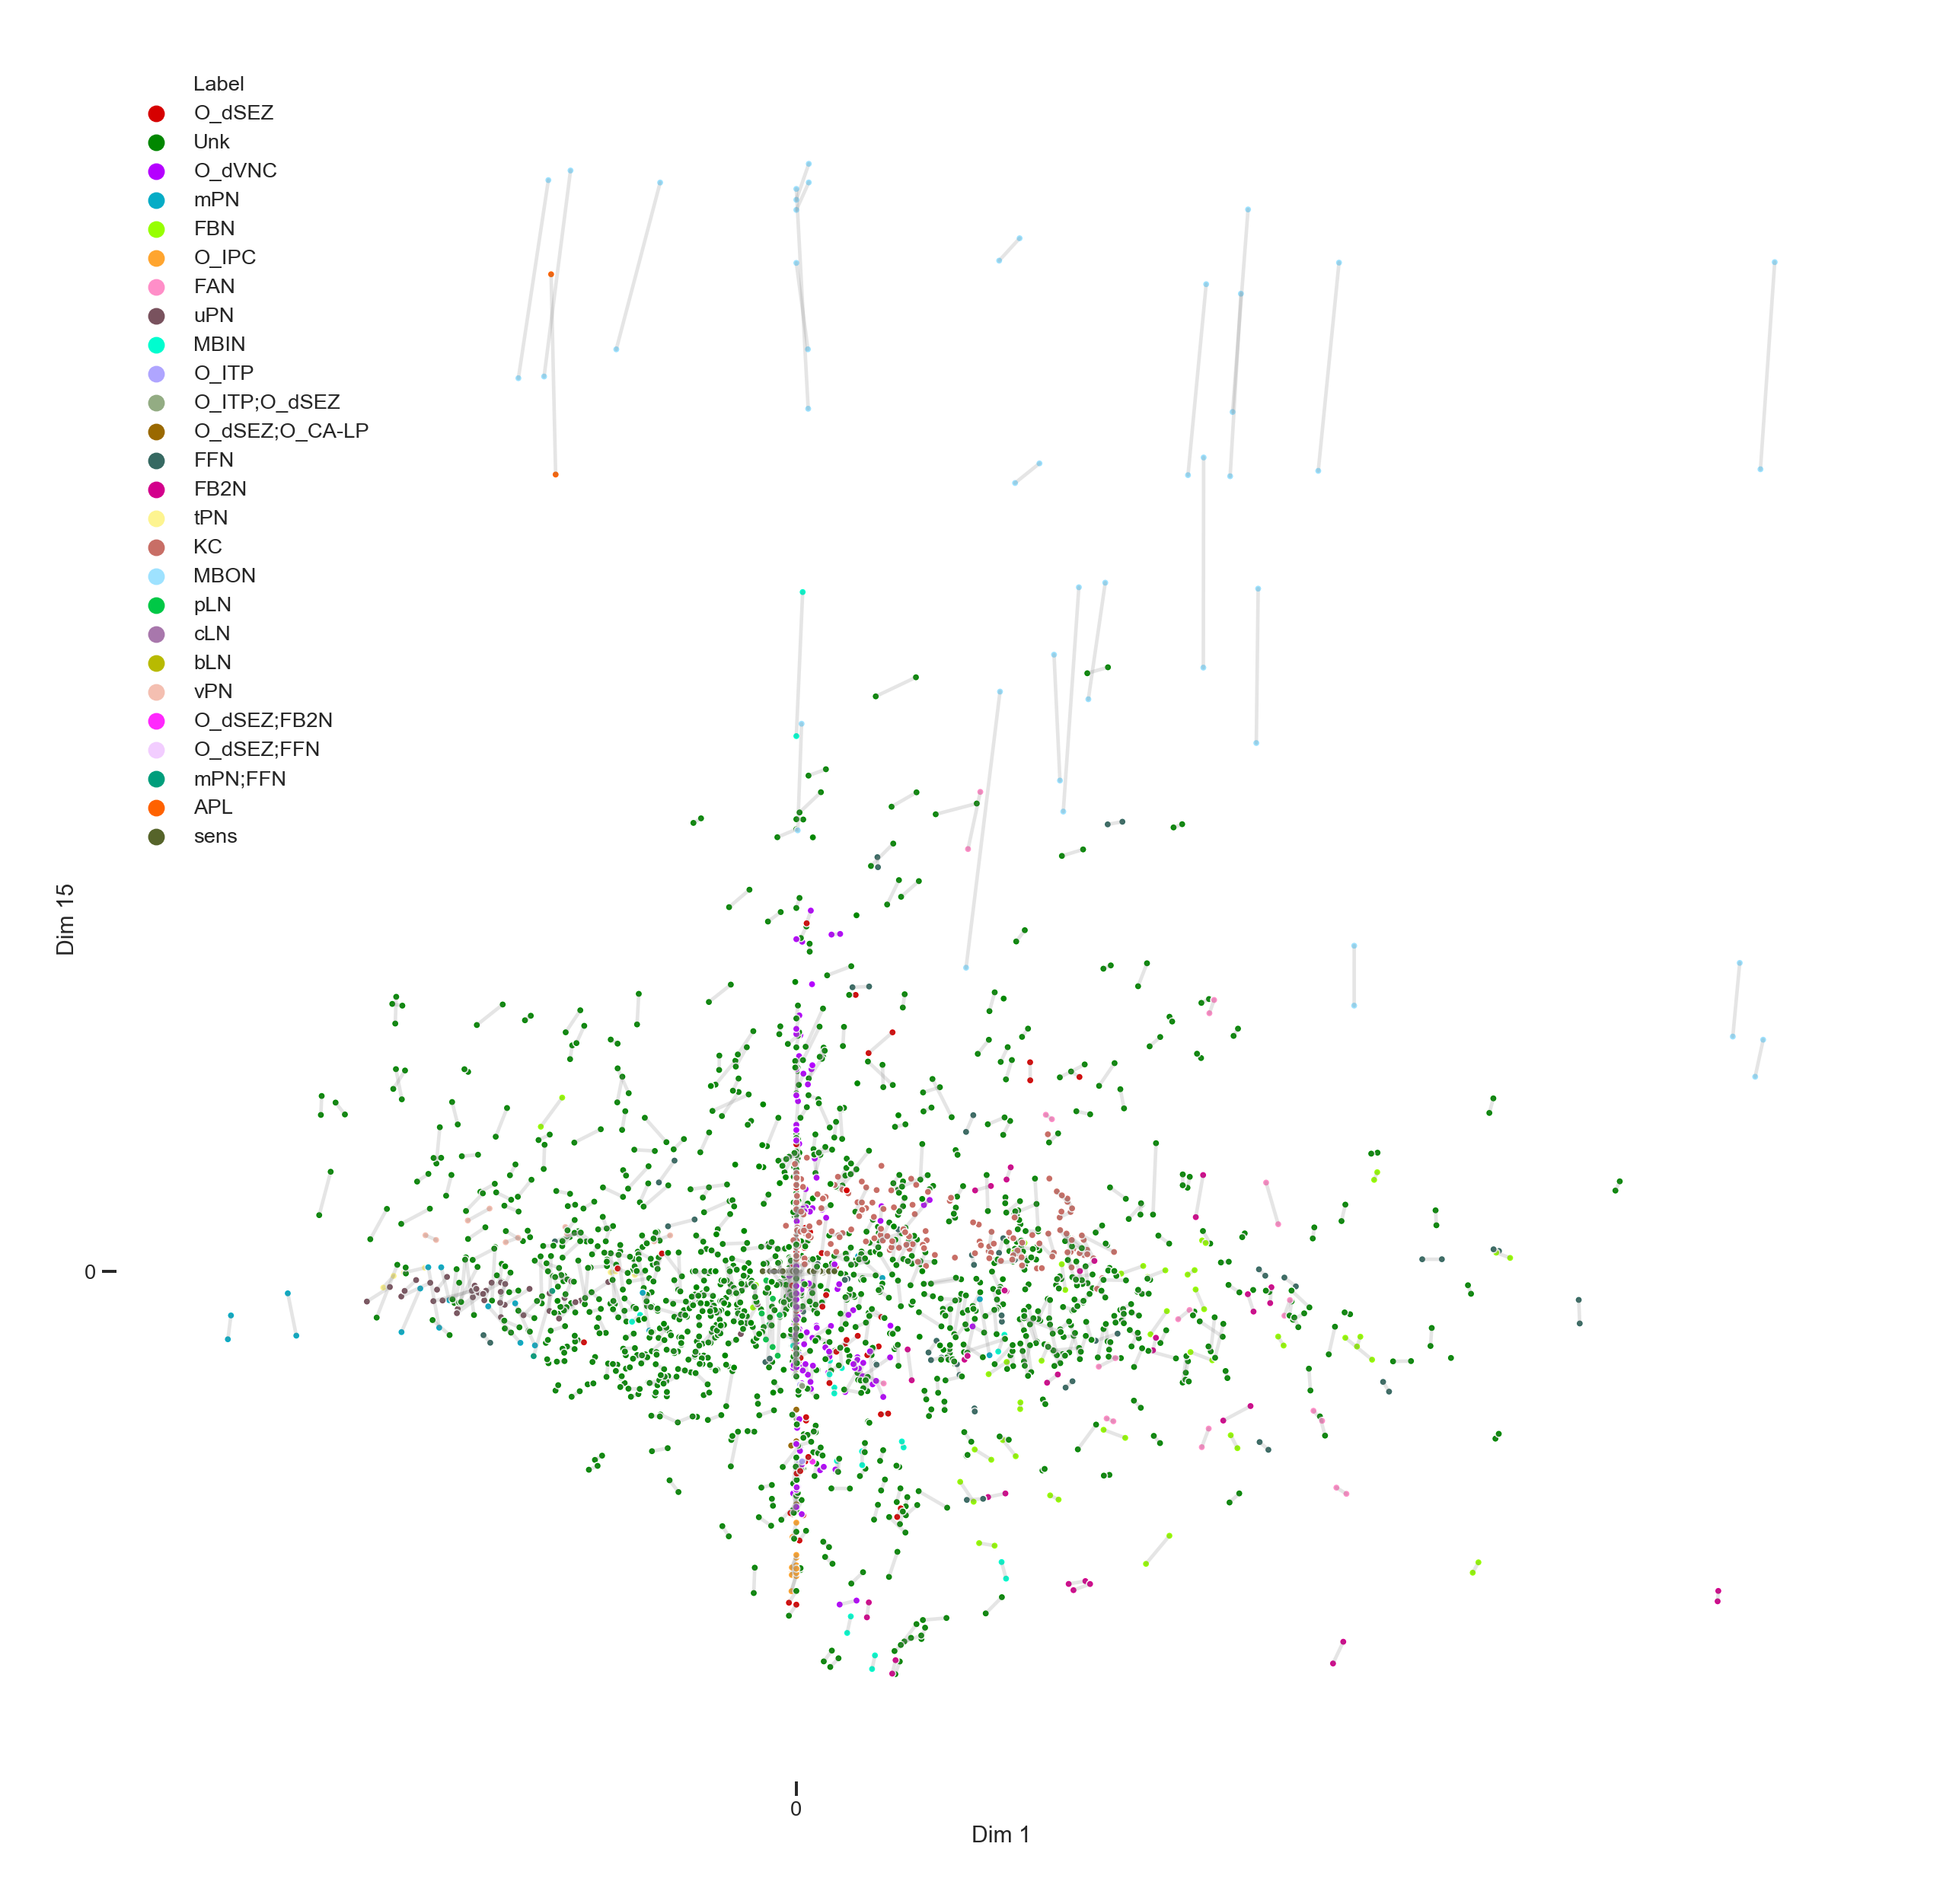 Label
O_dSEZ
Unk
O_dVNC
mPN
FBN
O_IPC
FAN
uPN
MBIN
O_ITP
O_ITP;O_dSEZ
O_dSEZ;O_CA-LP
FFN
FB2N
tPN
KC
MBON
pLN
cLN
bLN
vPN
O_dSEZ;FB2N
O_dSEZ;FFN
mPN;FFN
APL
sens
Dim 15
0
0
Dim 1